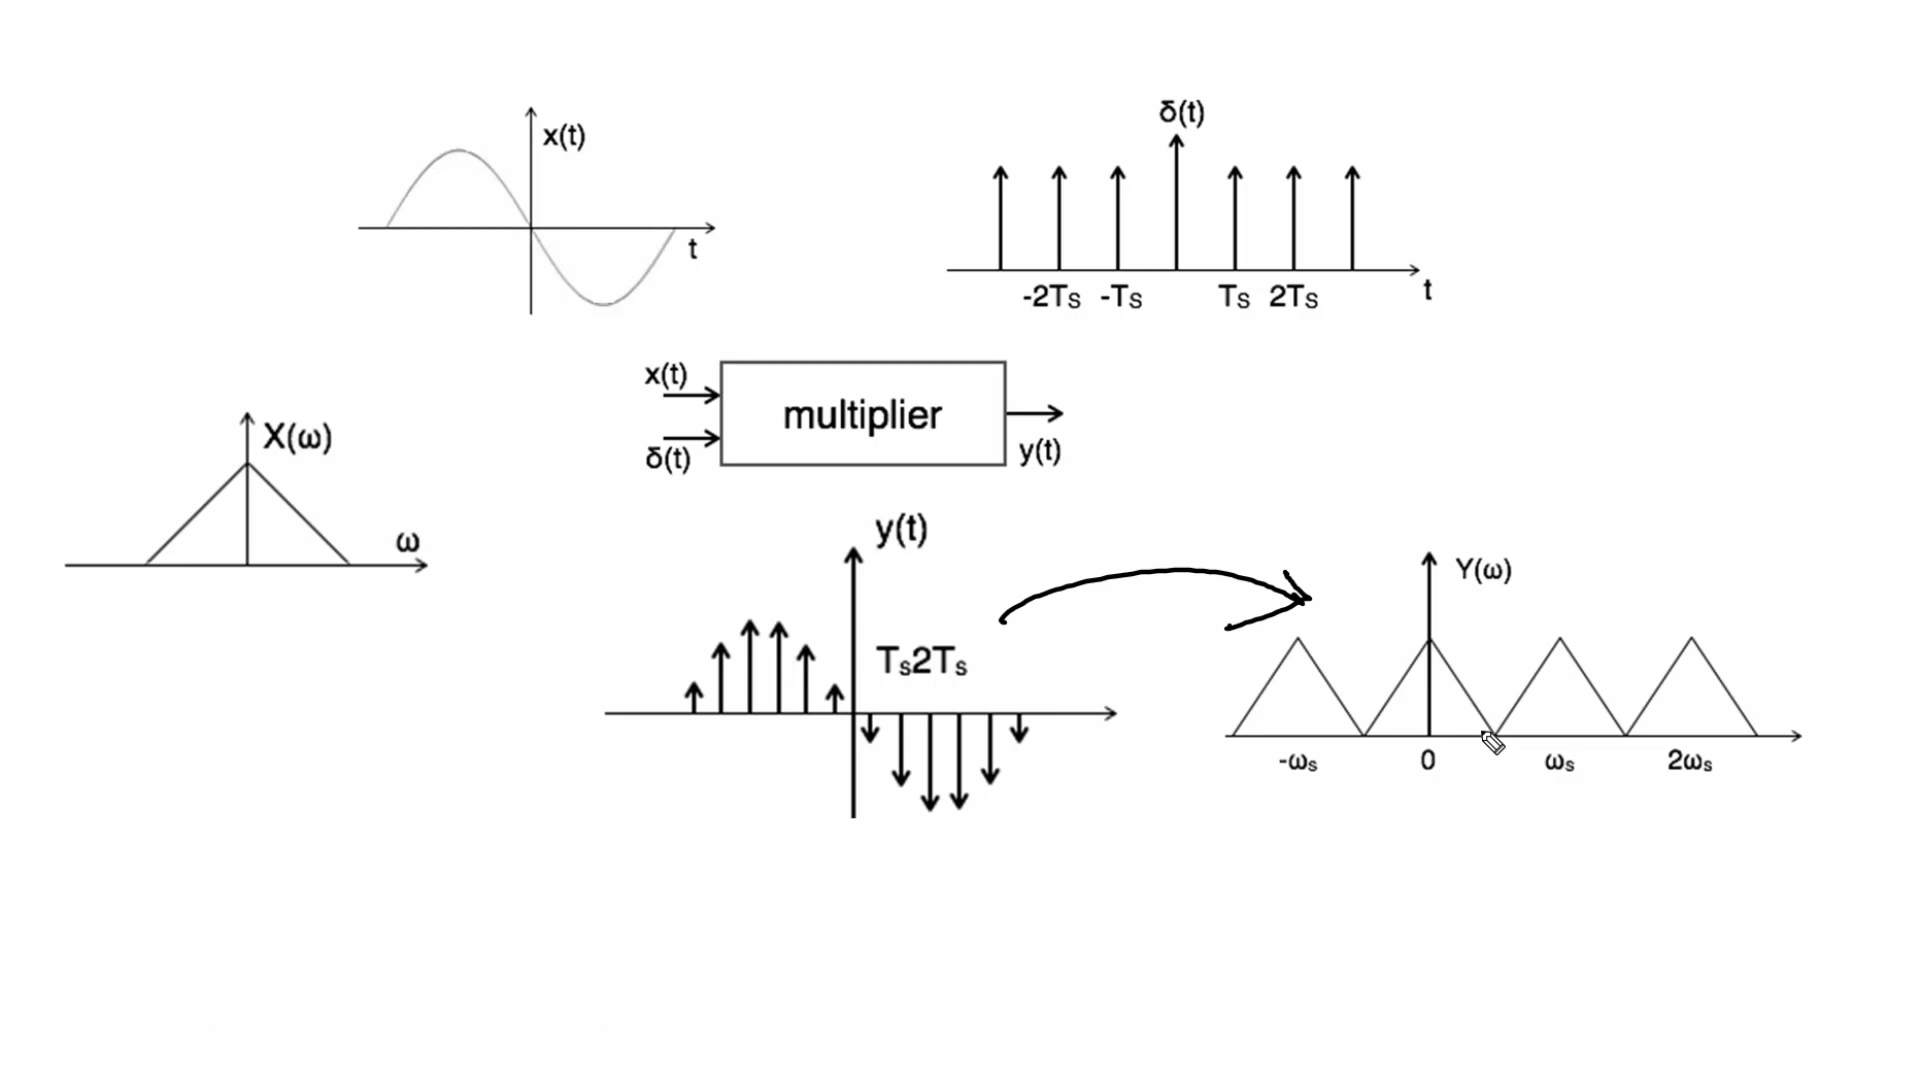 x(t)
t
δ(t)
-2Ts -Ts Ts 2Ts
t
x(t)
δ(t)
multiplier
y(t)
X(ω)
ω
y(t)
Ts2Ts
Y(ω)
-ωs 0 ωs 2ωs